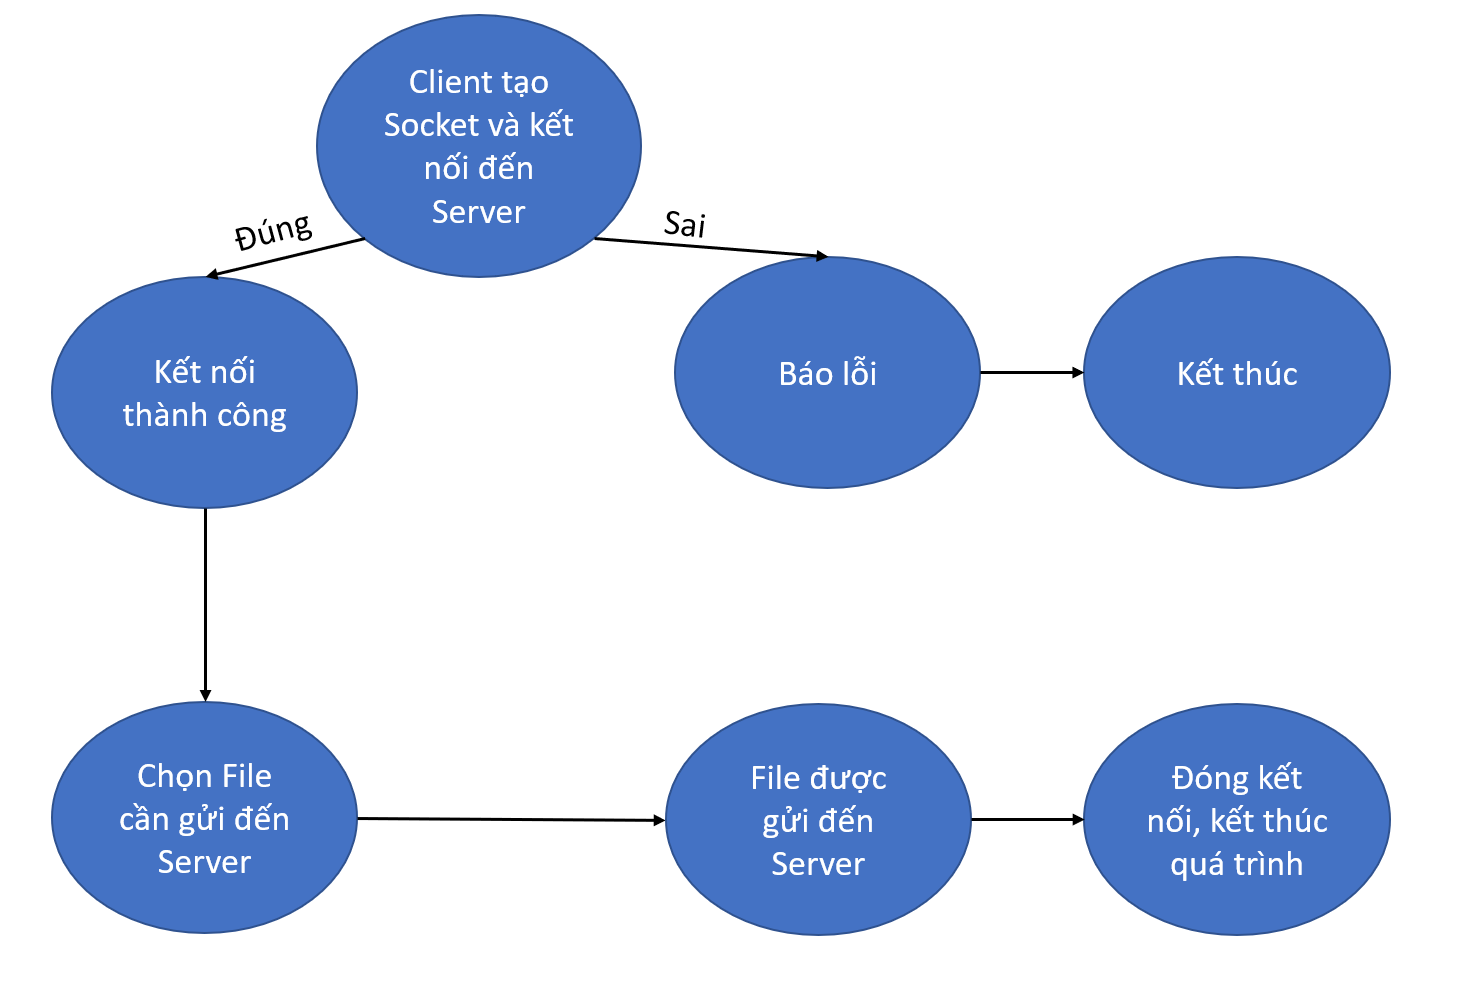 Client tạo
Socket và kết
nối đến
Server
Đúng
Sai
Kết nối
thành công
Báo lỗi
Kết thúc
Chọn File
cần gửi đến
Server
File được
gửi đến
Server
Đóng kết
nối, kết thúc
quá trình